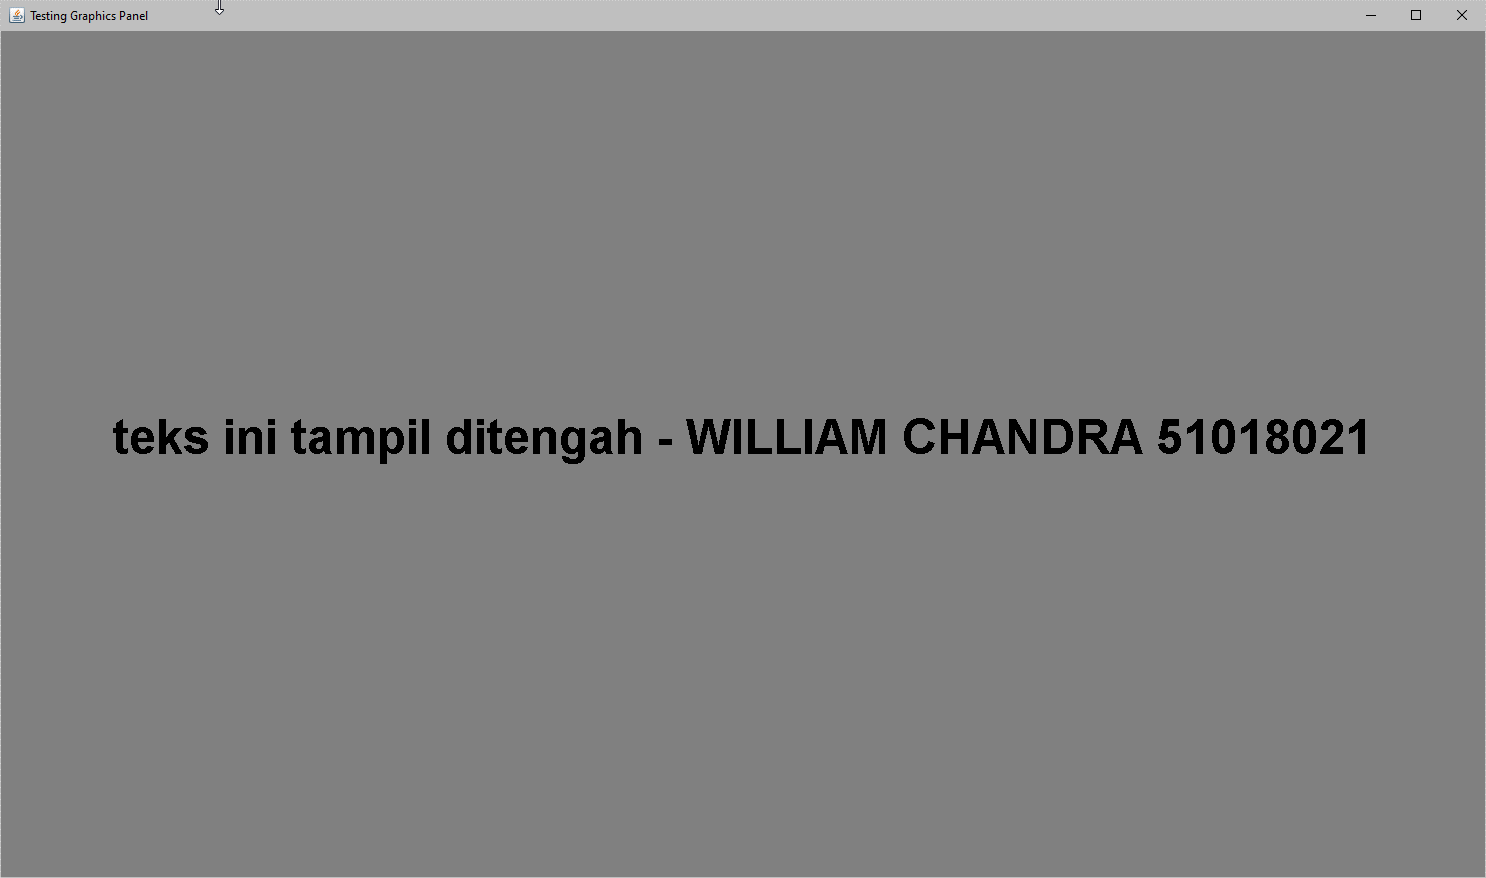 Testing Graphics Panel
teks ini tampil ditengah - WILLIAM CHANDRA 51018021